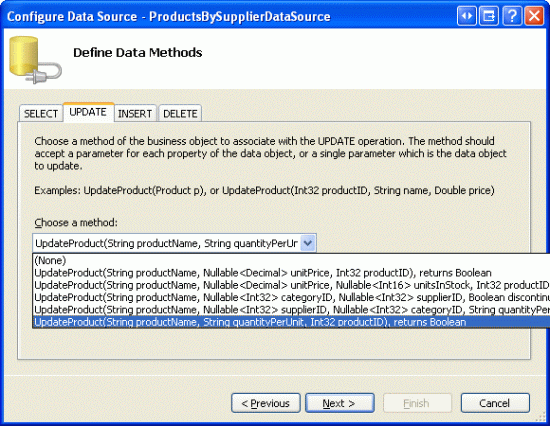 Configure Data Source - ProductsBySupplierDataSource
Define Data Methods
SELECT UPDATE INSERT DELETE
Choose a method of the business object to associate with the UPDATE operation. The method should
accept a parameter for each property of the data object, or a single parameter which is the data object
to update.
Examples: UpdateProduct(Product p), or UpdateProduct(Int32 productID, String name, Double price)
Choose a method:
UpdateProduct(String productName, String quantityPerUr
(None)
UpdateProduct(String productName, Nullable<Decimal> unitPrice, Int32 productID), returns Boolean
UpdateProduct(String productName, Nullable<Decimal> unitPrice, Nullable<Int16> unitsInStock, Int32 productID
UpdateProduct(String productName, Nullable<Int32> categoryID, Nullable<Int32> supplierID, Boolean discontinu
UpdateProduct(String productName, Nullable<Int32> supplierID, Nullable<Int32> categoryID, String quantityPer
UpdateProduct(String productName, String quantityPerUnit, Int32 productID), returns Boolean
< Previous Next > Finish Cancel